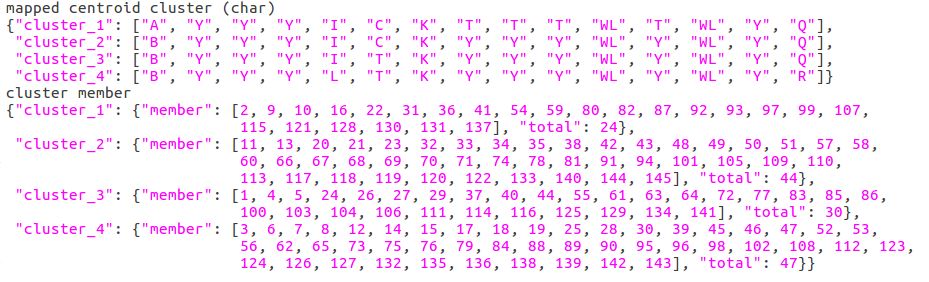 mapped centroid cluster (char)
{"cluster_1": ["A", "Y", "Y", "Y", "I", "C", "K", "T", "T", "T", "WL", "T", "WL", "Y", "Q"],
"cluster_2": ["B", "Y", "Y", "Y", "I", "C", "K", "Y", "Y", "Y", "WL", "Y", "WL", "Y", "Q"],
"cluster_3": ["B", "Y", "Y", "Y", "I", "T", "K", "Y", "Y", "Y", "WL", "Y", "WL", "Y", "Q"],
"cluster_4": ["B", "Y", "Y", "Y", "L", "T", "K", "Y", "Y", "Y", "WL", "Y", "WL", "Y", "R"]}
cluster member
{"cluster_1": {"member": [2, 9, 10, 16, 22, 31, 36, 41, 54, 59, 80, 82, 87, 92, 93, 97, 99, 107,
115, 121, 128, 130, 131, 137], "total": 24},
"cluster_2": {"member": [11, 13, 20, 21, 23, 32, 33, 34, 35, 38, 42, 43, 48, 49, 50, 51, 57, 58,
60, 66, 67, 68, 69, 70, 71, 74, 78, 81, 91, 94, 101, 105, 109, 110,
113, 117, 118, 119, 120, 122, 133, 140, 144, 145], "total": 44},
"cluster_3": {"member": [1, 4, 5, 24, 26, 27, 29, 37, 40, 44, 55, 61, 63, 64, 72, 77, 83, 85, 86,
100, 103, 104, 106, 111, 114, 116, 125, 129, 134, 141], "total": 30},
"cluster_4": {"member": [3, 6, 7, 8, 12, 14, 15, 17, 18, 19, 25, 28, 30, 39, 45, 46, 47, 52, 53,
56, 62, 65, 73, 75, 76, 79, 84, 88, 89, 90, 95, 96, 98, 102, 108, 112, 123,
124, 126, 127, 132, 135, 136, 138, 139, 142, 143], "total": 47}}